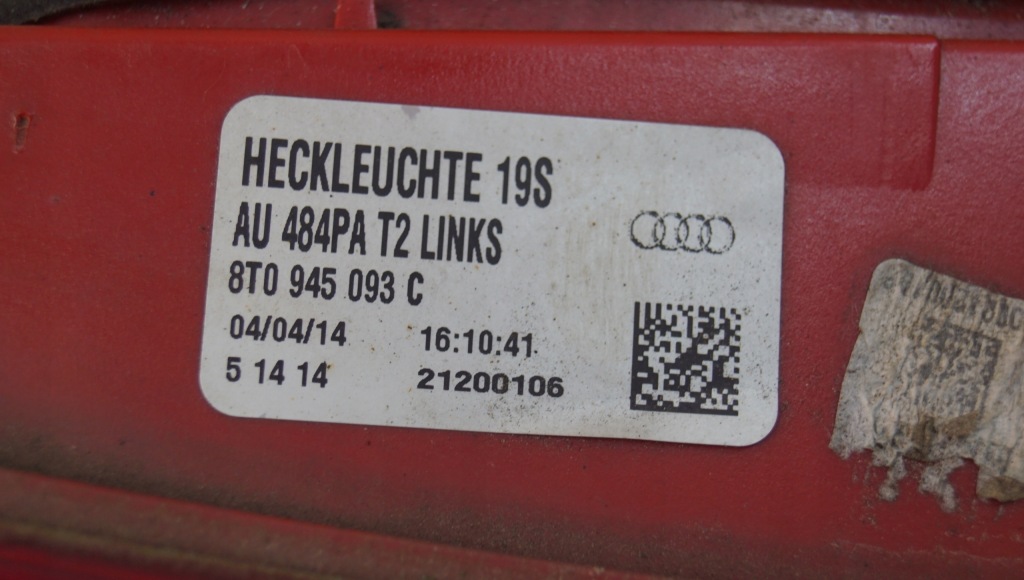 HECKLEUCHTE 19S
AU 484PA T2 LINKS
8T0 945 093 C
04/04/14 16:10:41
5 14 14 21200106